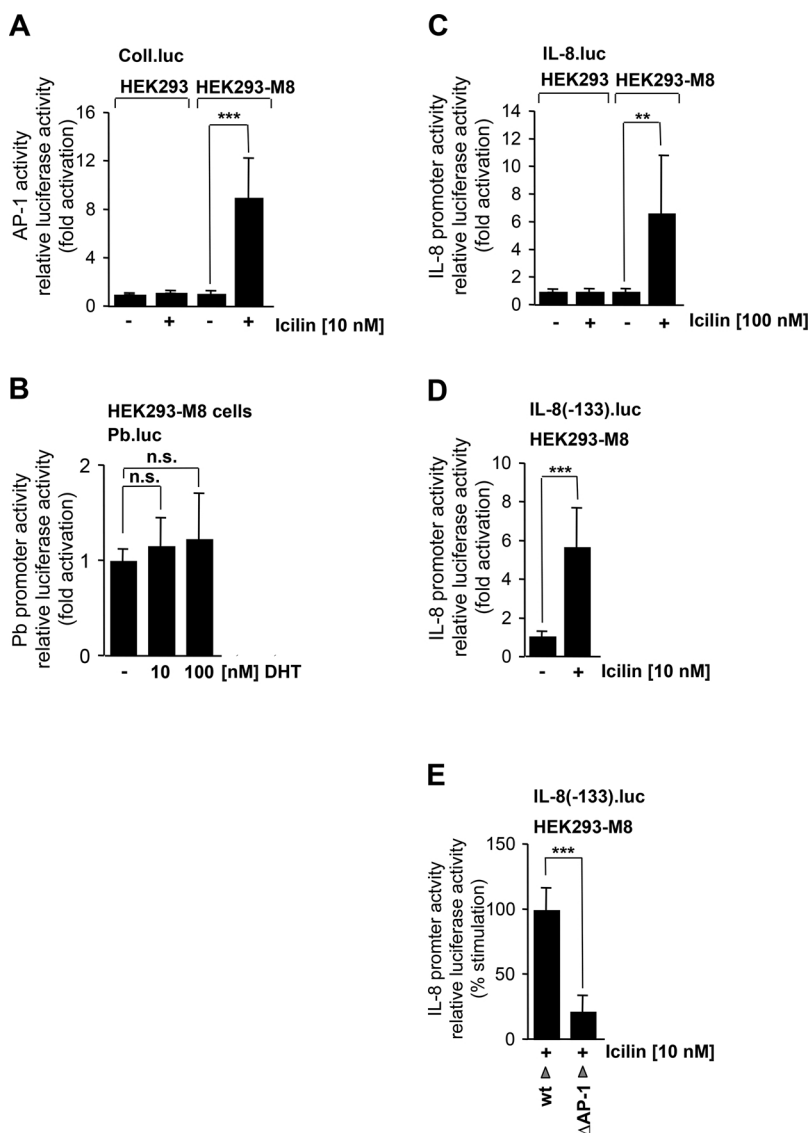 A
Coll.luc
HEK293 HEK293-M8
AP-1 activity
relative luciferase activity
(fold activation)
16
12
8
4
0
***
- + - + Icilin [10 nM]
B
HEK293-M8 cells
Pb.luc
Pb promoter activity
relative luciferase activity
(fold activation)
2
1
0
n.s.
n.s.
- 10 100 [nM] DHT
C
IL-8.luc
HEK293 HEK293-M8
IL-8 promoter activity
relative luciferase activity
(fold activation)
14
12
10
8
6
4
2
0
**
- + - + Icilin [100 nM]
D
IL-8(-133).luc
HEK293-M8
IL-8 promoter activity
relative luciferase activity
(fold activation)
10
8
6
4
2
0
***
- + Icilin [10 nM]
E
IL-8(-133).luc
HEK293-M8
IL-8 promter actvity
relative luciferase activity
(% stimulation)
150
100
50
0
***
+ + Icilin [10 nM]
wt
ΔAP-1